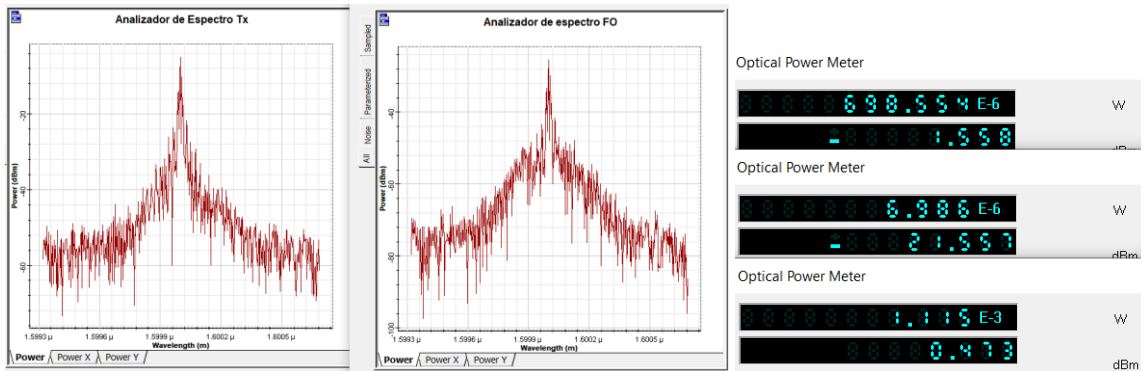 Analizador de Espectro Tx
Power (dBm)
-20
-40
-60
1.5993 µ
1.5996 µ
1.5999 µ
1.6002 µ
1.6005 µ
Wavelength (m)
Power
Power X
Power Y
Analizador de espectro FO
Sampled
Parameterized
Noise
All
Power (dBm)
-40
-60
-80
-100
1.5993 µ
1.5996 µ
1.5999 µ
1.6002 µ
1.6005 µ
Wavelength (m)
Power
Power X
Power Y
Optical Power Meter
698.554 E-6 W
-1.558 dBm
Optical Power Meter
6.986 E-6 W
-21.557 dBm
Optical Power Meter
1.115 E-3 W
0.473 dBm